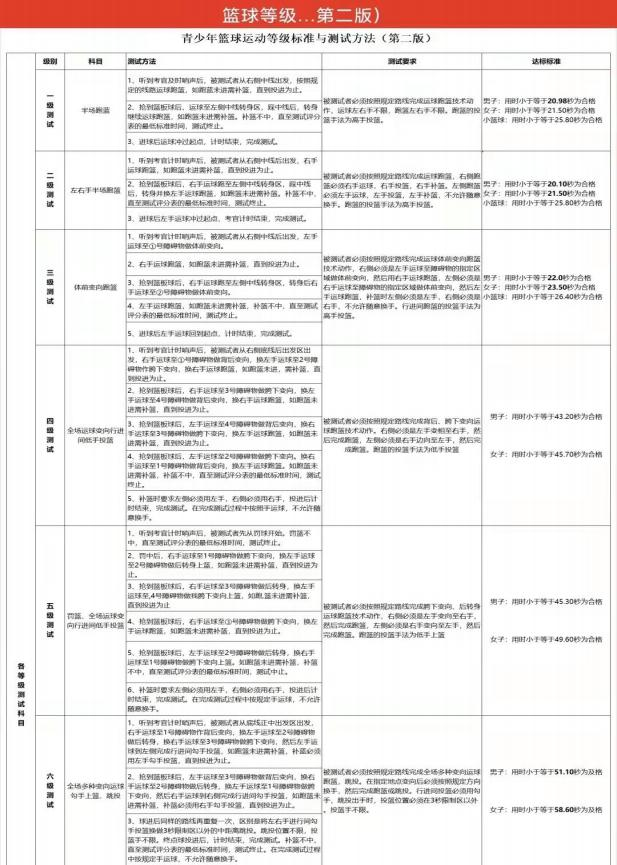 篮球等级...第二版）
青少年篮球运动等级标准与测试方法（第二版）
级别 科目 测试方法 测试要求 达标标准
各等级测试科目
一级测试
半场跑篮
1、听到考官及时哨声后，被测试者从右侧中线出发，按照规
定的线路运球跑篮，如跑篮未进需补篮，直到投进为止。
2、抢到篮板球后，运球至左侧中线转身区，踩中线后，转身
继续运球跑篮，如跑篮未进需补篮。补篮不中，直至测试评分
表的最低标准时间，测试终止。
3、进球后运球冲过起点，计时结束，完成测试。
被测试者必须按照规定路线完成运球跑篮技术动
作，运球左右手不限，跑篮左右手不限。跑篮的投
篮手法为高手投篮。
男子：用时小于等于20.98秒为合格
女子：用时小于等于21.50秒为合格
小篮球：用时小于等于25.80秒为合格
二级测试
左右手半场跑篮
1、听到考官计时哨声后，被测试者从右侧中线后出发，右手
运球跑篮，如跑篮未进需补篮，直到投进为止。
2、抢到篮板球后，右手运球跑至左侧中线转身区，踩中线
后，转身并换左手运球跑篮，如跑篮未进需补篮。补篮不中，
直至测试评分表的最低标准时间，测试终止。
3、进球后左手运球冲过起点，考官计时结束，完成测试。
被测试者必须按照规定路线完成运球跑篮，右侧跑
篮必须右手运球，右手投篮，右手补篮。左侧跑篮
必须左手运球，左手投篮，左手补篮，不允许随意
换手。跑篮的投篮手法为高手投篮。
男子：用时小于等于20.10秒为合格
女子：用时小于等于21.50秒为合格
小篮球：用时小于等于25.80秒为合格
三级测试
体前变向跑篮
1、听到考官计时哨声后，被测试者从右侧中线后出发，左手
运球至①号障碍物做体前变向。
2、右手运球跑篮，如跑篮未进需补篮，直到投进为止。
3、抢到篮板球后，右手运球跑至左侧中线转身区，转身后右
手运球至②号障碍物做体前变向。
4、左手运球跑篮，如跑篮未进需补篮，补篮不中，直至测试
评分表的最低标准时间，测试终止。
5、进球后左手运球回到起点，计时结束，完成测试。
被测试者必须按照规定路线完成运球体前变向跑篮
技术动作，右侧必须是左手运球至障碍物的指定区
域做体前变向，然后用右手运球跑篮，左侧必须是
右手运球至障碍物的指定区域做体前变向，然后左
手运球跑篮，补篮时左侧必须是左手，右侧必须是
右手，不允许随意换手。行进间跑篮的投篮手法为
高手投篮。
男子：用时小于等于22.0秒为合格
女子：用时小于等于23.50秒为合格
小篮球：用时小于等于26.40秒为合格
四级测试
全场运球变向行进
间低手投篮
1、听到考官计时哨声后，被测试者从右侧底线后出发区出
发，右手运球至①号障碍物做背后变向，换左手运球至2号障
碍物作胯下变向，换右手运球跑篮，如跑篮未进，需补篮，直
到投进为止。
2、抢到篮板球后，右手运球至3号障碍物做胯下变向，换左
手运球至4号障碍物做背后变向，换右手运球跑篮，如跑篮未
进需补篮，直到投进为止。
3、抢到篮板球后，左手运球至4号障碍物做背后变向，换右
手运球至3号障碍物做胯下变向，换左手运球跑篮，如跑篮未
进需补篮，直到投进为止。
4、抢到篮板球后，左手运球至2号障碍物做胯下变向。换右
手运球至1号障碍物做背后变向，换左手运球跑篮。如跑篮未
进需补篮，补篮不中，直至测试评分表的最低标准时间，测试
终止。
5、补篮时要求左侧必须用左手，右侧必须用右手，投进后计
时结束，完成测试。在完成测试过程中按照手运球，不允许随
意换手。
被测试者必须按照规定路线完成背后、胯下变向运
球跑篮技术动作。右侧必须是左手变相至右手，然
后完成跑篮，左侧必须是右手边向至左手，然后完
成跑篮。跑篮的投篮手法为低手投篮
男子：用时小于等于43.20秒为合格
女子：用时小于等于45.70秒为合格
五级测试
罚篮、全场运球变
向行进间低手投篮
1、听到考官计时哨声后，被测试者先从罚球开始。罚篮不
中，直至测试评分表的最低标准时间，测试终止。
2、罚中后，右手运球至1号障碍物做胯下变向，换左手运球
至2号障碍物做后转身上篮，如跑篮未进需补篮，直到投进为
止。
3、抢到篮板球后，右手运球至3号障碍物做后转身，换左手
运球至,4号障碍物做胯下变向上篮，如跑,篮未进需补篮，
直到投进为止
4、抢到篮板球后，右手运球至③号障碍物做胯下变向，换左
手运球跑篮，如跑篮未进需补篮，直到投进为止。
5、抢到篮板球后，左手运球至2号障碍物做后转身，换右手
运球至1号障碍物做胯下变向上篮。如跑篮未进需补篮，补篮
不中，直至测试评分表的最低标准时间，测试中止。
6、补篮时要求左侧必须用左手，右侧必须用右手，投进后计
时结束，完成测试。在完成测试过程中按规定手运球，不允许
随意换手。
被测试者必须按照规定路线完成胯下变向，后转身
运球跑篮技术动作。右侧必须是左手变向至右手，
然后完成跑篮，左侧必须是右手变向至左手，然后
完成跑篮。跑篮的投篮手法为低手上篮
男子：用时小于等于45.30秒为合格
女子：用时小于等于49.60秒为合格
六级测试
全场多种变向运球
勾手上篮，跳投
1、听到考官计时哨声后，被测试者从底线正中出发区出发，
右手运球至1号障碍物作背后变向，换左手运球至2号障碍物
做后转身，换右手运球至3号障碍物做胯下变向，然后左手运
球到左侧完成行进间勾手投篮，如跑篮未进需补篮，补篮必须
用左手勾手投篮，直到投进为止。
2、抢到篮板球后，左手运球至3号障碍物做背后变向，换右
手运球至2号障碍物做后转身，换左手运球至1号障碍物做胯
下变向，然后右手运球到右侧完成行进间勾手投篮，如跑篮未
进需补篮，补篮必须用右手勾手投篮，直到投进为止。
3、球进后同样的路线再重复一次，区别是将左右手进行间勾
手投篮换做3秒限制区以外的中距离跳投。跳投位置不限，投
篮手不限。终点球投进后，计时结束，完成测试。补篮不中，
直至测试评分表的最低标准时间，测试终止。在完成测试过程
中按规定手运球，不允许随意换手。
被测试者必须按照规定路线完成全场多种变向运球
跑篮，跳投。在指定地点变向后必须按照规定方向
换手，然后完成跑篮或跳投。行进间投篮必须用勾
手，跳投出手时，投篮位置必须在3秒限制区以外，
投篮手不限。
男子：用时小于等于51.10秒为及格
女子：用时小于等于58.60秒为及格